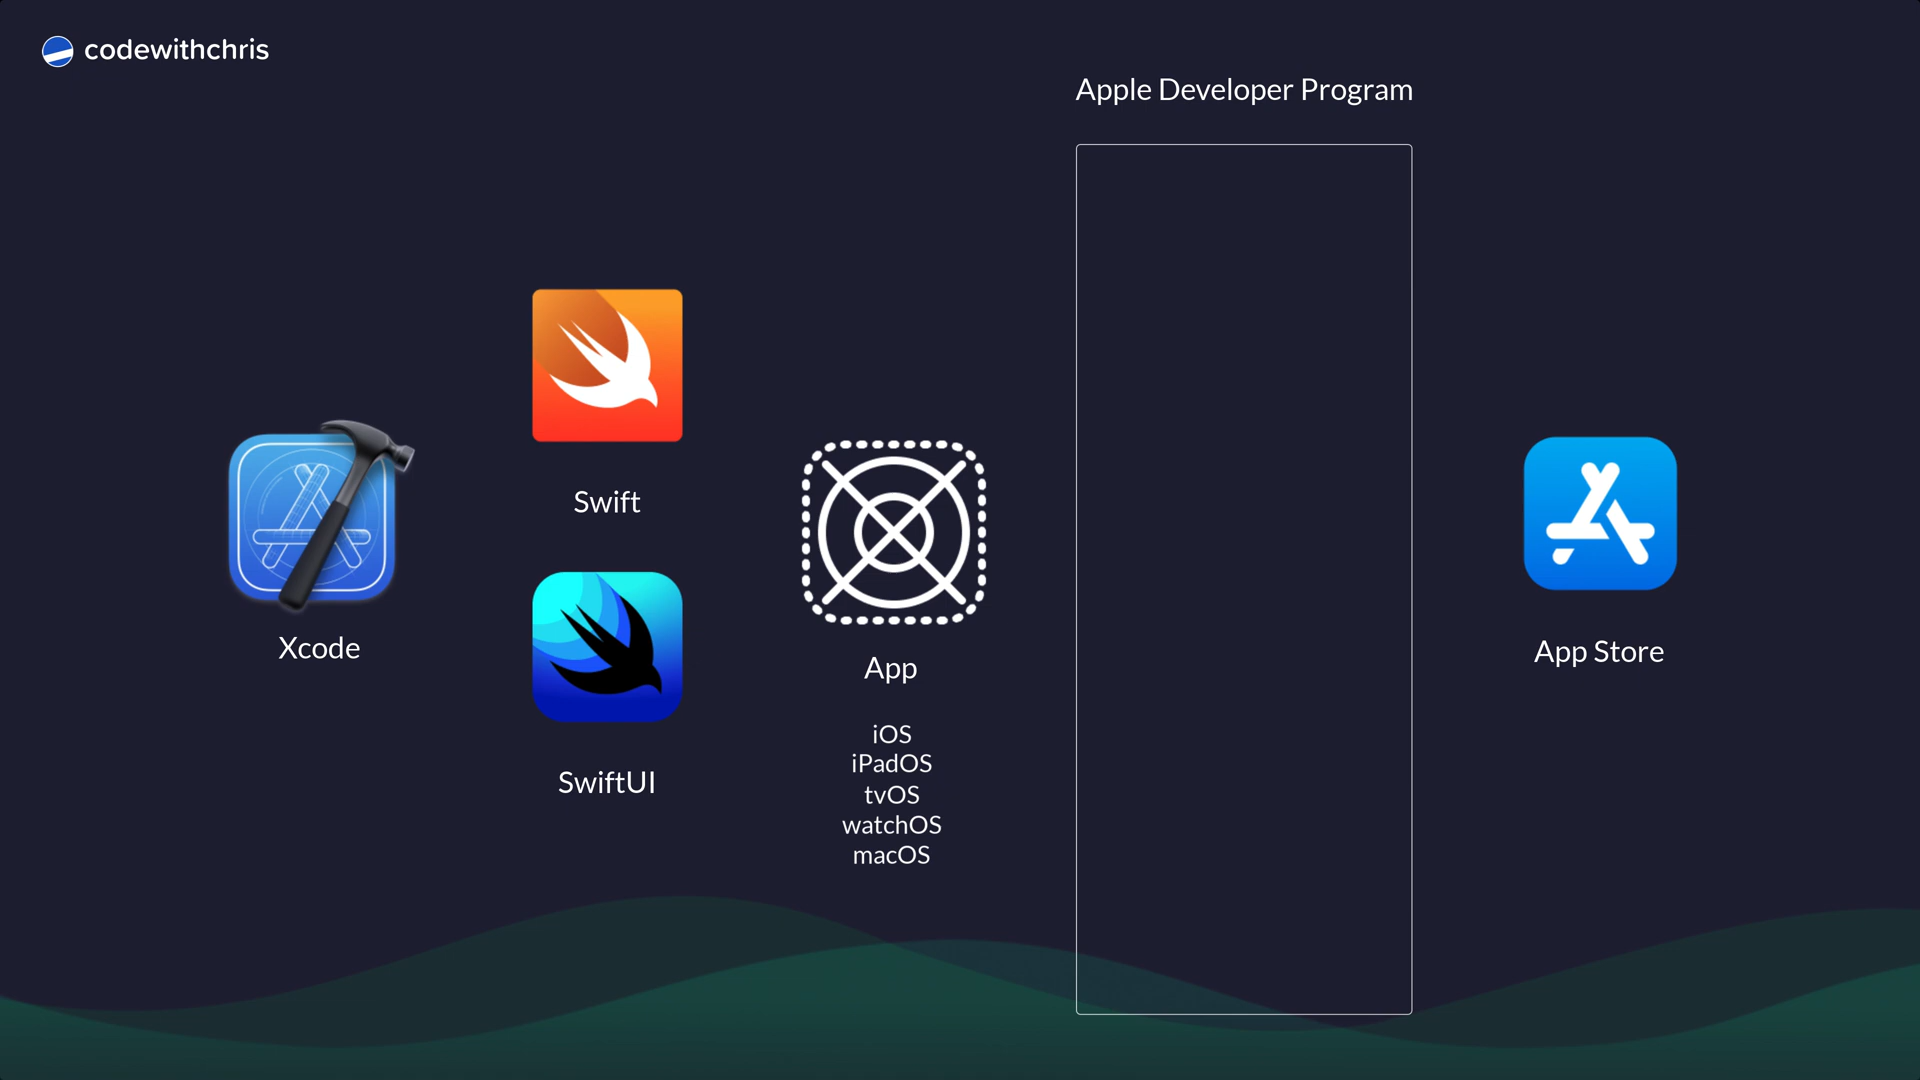 codewithchris
Apple Developer Program
Swift
Xcode
SwiftUI
App
iOS
iPadOS
tvOS
watchOS
macOS
App Store